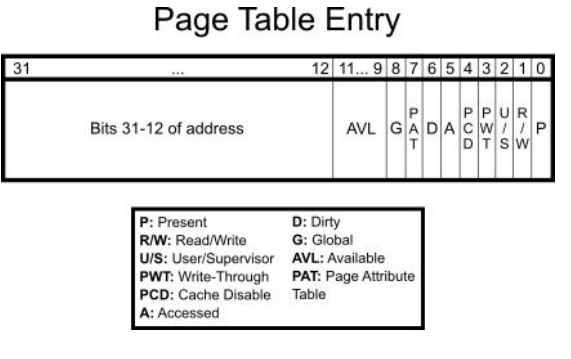 Page Table Entry
31 ... 12 11... 9 8 7 6 5 4 3 2 1 0
Bits 31-12 of address AVL G PAT D A PCD PWT U/S R/W P
P: Present
R/W: Read/Write
U/S: User/Supervisor
PWT: Write-Through
PCD: Cache Disable
A: Accessed
D: Dirty
G: Global
AVL: Available
PAT: Page Attribute
Table